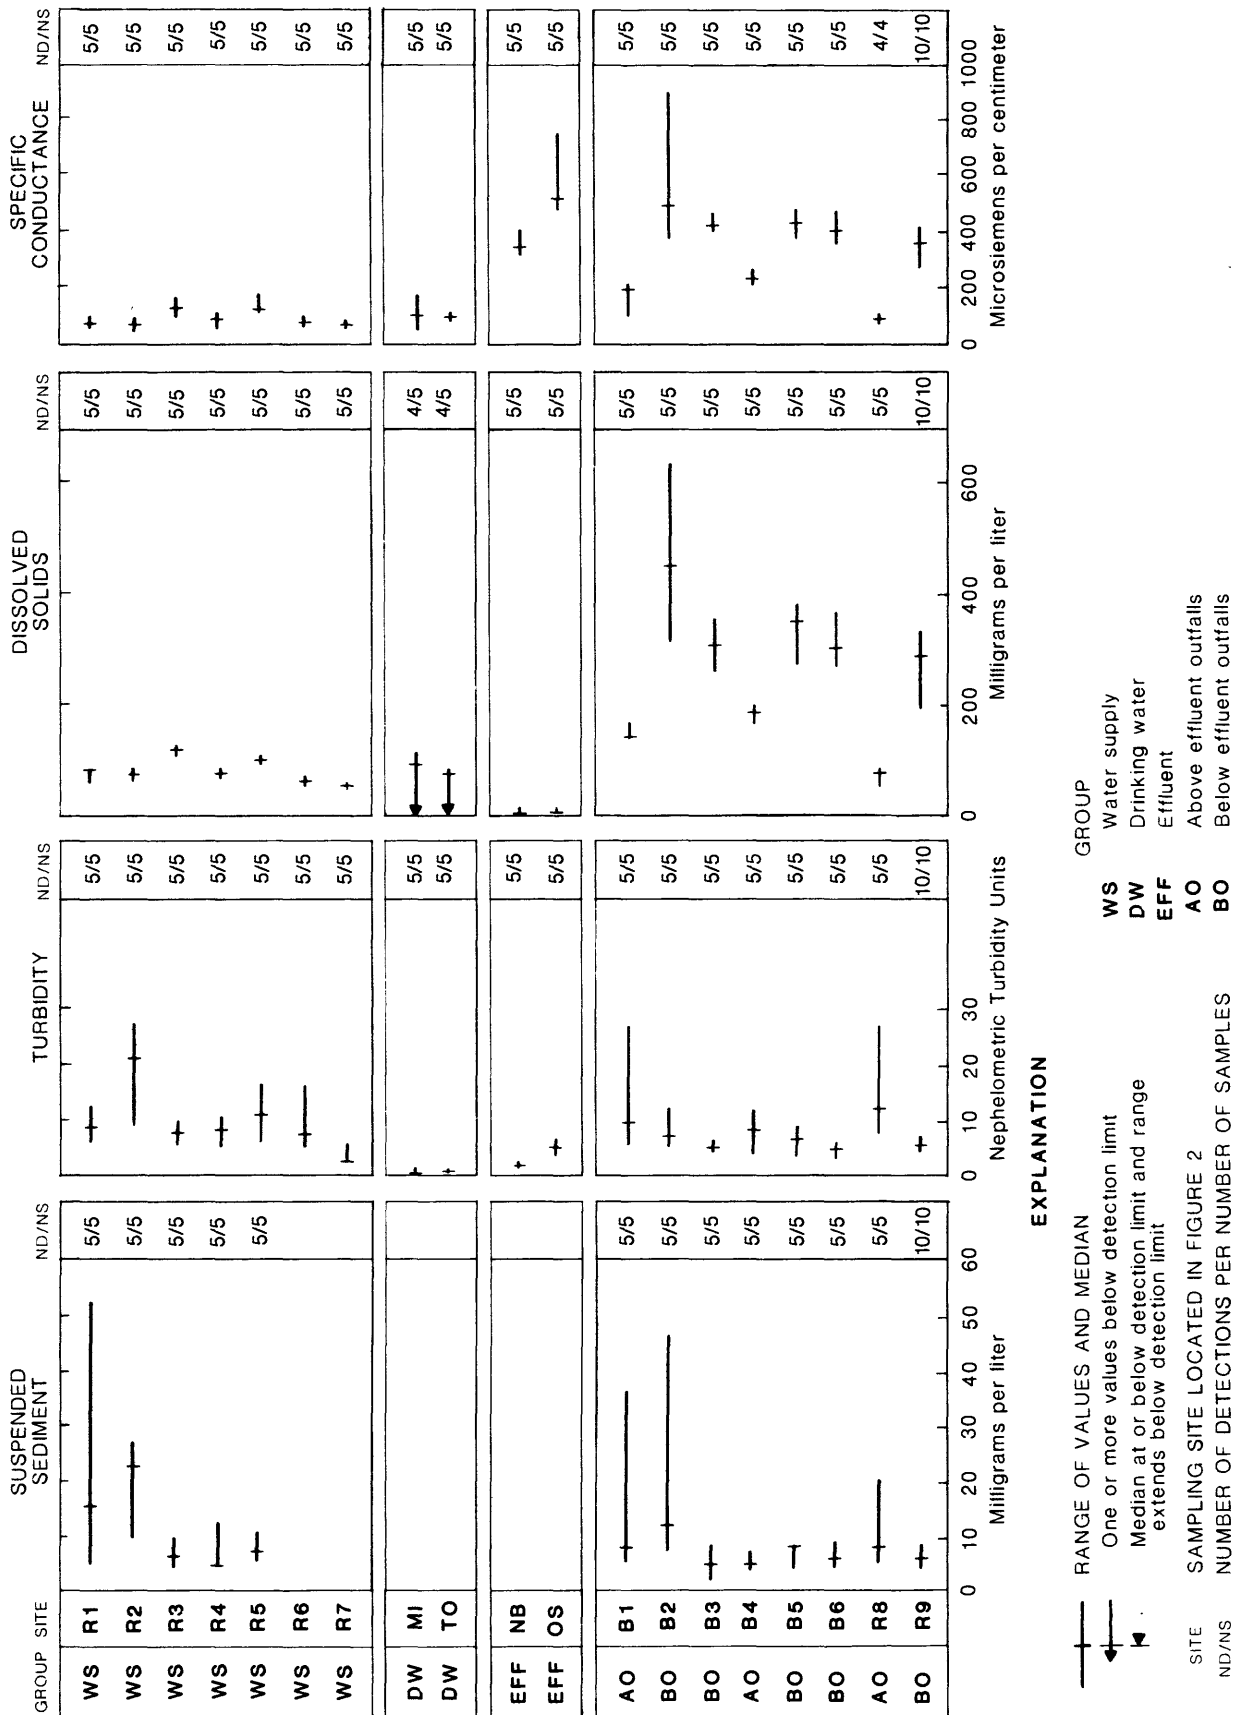 SUSPENDED SEDIMENT TURBIDITY DISSOLVED SOLIDS SPECIFIC CONDUCTANCE
GROUP SITE ND/NS ND/NS ND/NS ND/NS
WS R1 5/5 5/5 5/5 5/5
WS R2 5/5 5/5 5/5 5/5
WS R3 5/5 5/5 5/5 5/5
WS R4 5/5 5/5 5/5 5/5
WS R5 5/5 5/5 5/5 5/5
WS R6 5/5 5/5 5/5
WS R7 5/5 5/5 5/5
DW MI 5/5 4/5 5/5
DW TO 5/5 4/5 5/5
EFF NB 5/5 5/5 5/5
EFF OS 5/5 5/5 5/5
AO B1 5/5 5/5 5/5 5/5
BO B2 5/5 5/5 5/5 5/5
BO B3 5/5 5/5 5/5 5/5
AO B4 5/5 5/5 5/5 5/5
BO B5 5/5 5/5 5/5 5/5
BO B6 5/5 5/5 5/5 5/5
AO R8 5/5 5/5 5/5 4/4
BO R9 10/10 10/10 10/10 10/10
0 10 20 30 40 50 60 0 10 20 30 0 200 400 600 0 200 400 600 800 1000
Milligrams per liter Nephelometric Turbidity Units Milligrams per liter Microsiemens per centimeter
EXPLANATION
RANGE OF VALUES AND MEDIAN
One or more values below detection limit
Median at or below detection limit and range
extends below detection limit
SITE SAMPLING SITE LOCATED IN FIGURE 2
ND/NS NUMBER OF DETECTIONS PER NUMBER OF SAMPLES
GROUP
WS Water supply
DW Drinking water
EFF Effluent
AO Above effluent outfalls
BO Below effluent outfalls